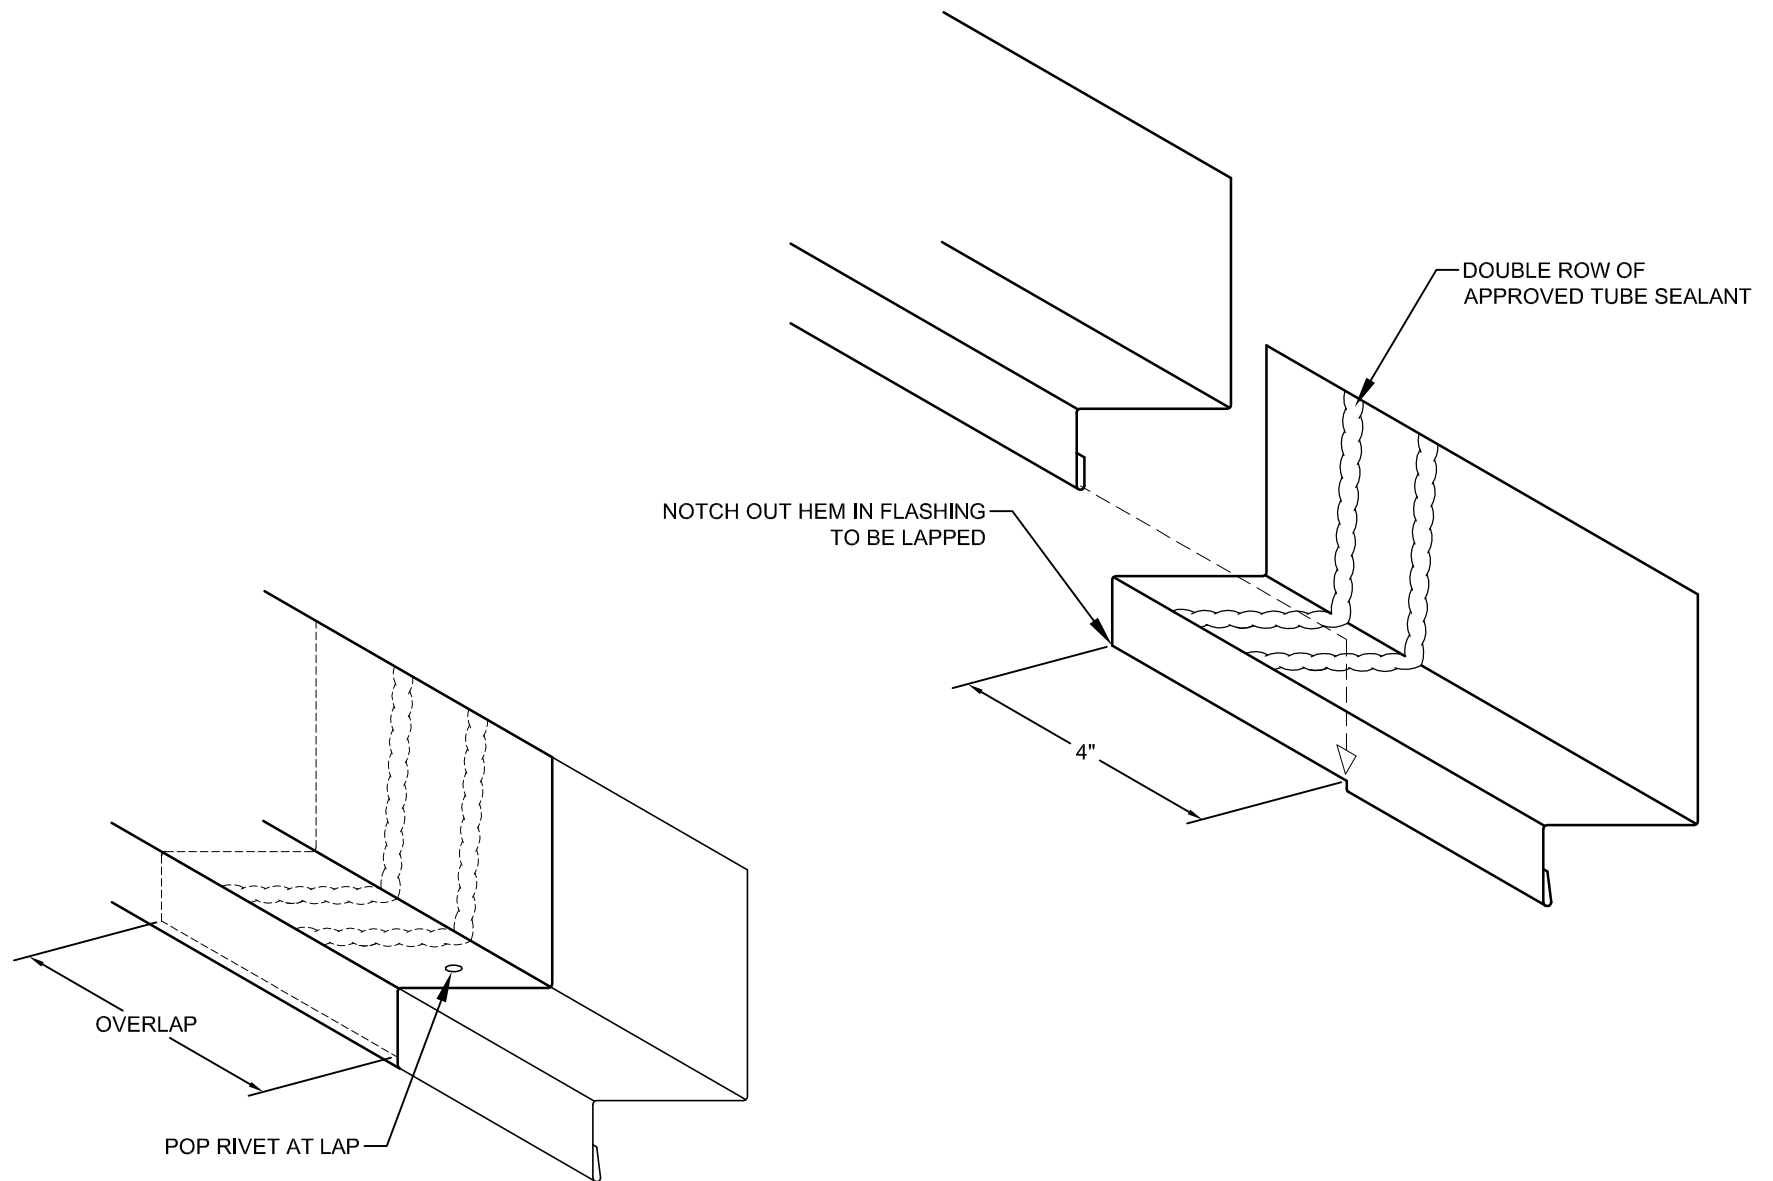 DOUBLE ROW OF
APPROVED TUBE SEALANT
NOTCH OUT HEM IN FLASHING
TO BE LAPPED
4"
OVERLAP
POP RIVET AT LAP